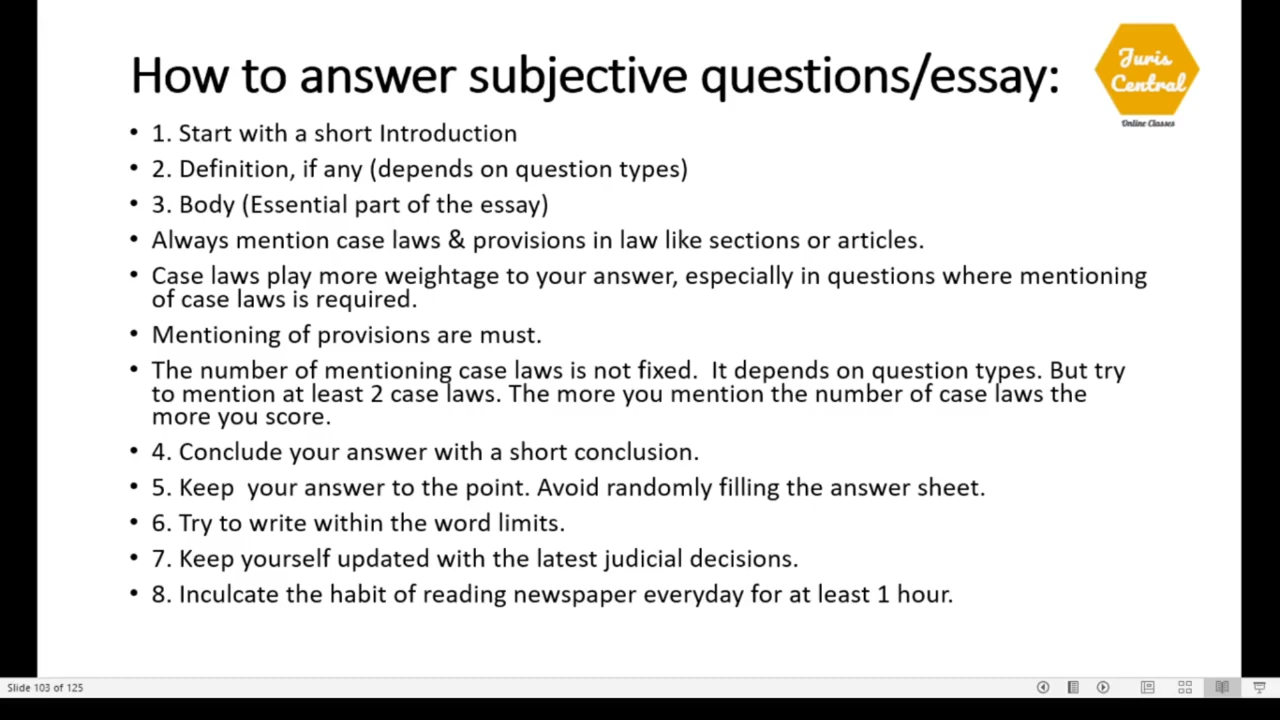 How to answer subjective questions/essay:
Juris
Central
Online Classes
• 1. Start with a short Introduction
• 2. Definition, if any (depends on question types)
• 3. Body (Essential part of the essay)
• Always mention case laws & provisions in law like sections or articles.
• Case laws play more weightage to your answer, especially in questions where mentioning
of case laws is required.
• Mentioning of provisions are must.
• The number of mentioning case laws is not fixed.  It depends on question types. But try
to mention at least 2 case laws. The more you mention the number of case laws the
more you score.
• 4. Conclude your answer with a short conclusion.
• 5. Keep  your answer to the point. Avoid randomly filling the answer sheet.
• 6. Try to write within the word limits.
• 7. Keep yourself updated with the latest judicial decisions.
• 8. Inculcate the habit of reading newspaper everyday for at least 1 hour.
Slide 103 of 125